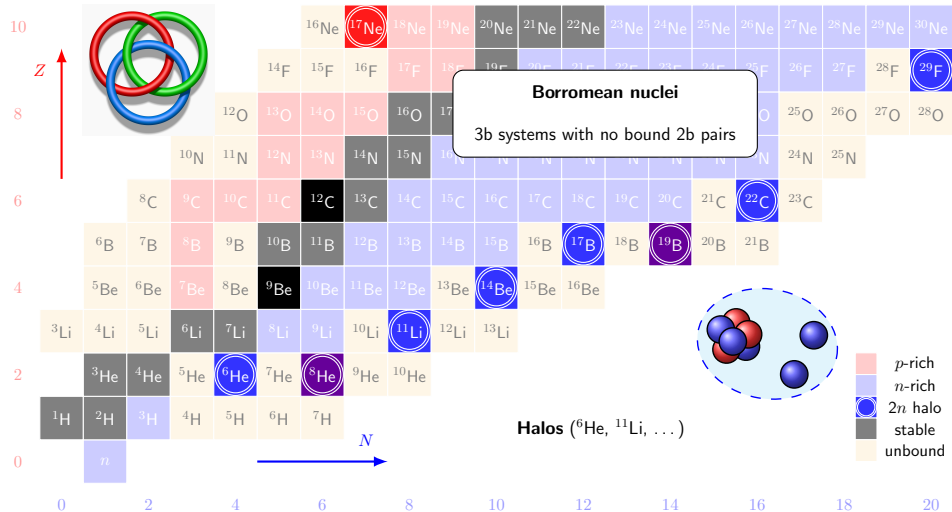 10 ¹⁶Ne ¹⁷Ne ¹⁸Ne ¹⁹Ne ²⁰Ne ²¹Ne ²²Ne ²³Ne ²⁴Ne ²⁵Ne ²⁶Ne ²⁷Ne ²⁸Ne ²⁹Ne ³⁰Ne
Z
¹⁴F ¹⁵F ¹⁶F ¹⁷F ¹⁸F ¹⁹F ²⁶F ²⁷F ²⁸F ²⁹F
Borromean nuclei
3b systems with no bound 2b pairs
8 ¹²O ¹³O ¹⁴O ¹⁵O ¹⁶O ¹⁷ O ²⁵O ²⁶O ²⁷O ²⁸O
¹⁰N ¹¹N ¹²N ¹³N ¹⁴N ¹⁵N ¹⁶N N ²⁴N ²⁵N
6 ⁸C ⁹C ¹⁰C ¹¹C ¹²C ¹³C ¹⁴C ¹⁵C ¹⁶C ¹⁷C ¹⁸C ¹⁹C ²⁰C ²¹C ²²C ²³C
⁶B ⁷B ⁸B ⁹B ¹⁰B ¹¹B ¹²B ¹³B ¹⁴B ¹⁵B ¹⁶B ¹⁷B ¹⁸B ¹⁹B ²⁰B ²¹B
4 ⁵Be ⁶Be ⁷Be ⁸Be ⁹Be ¹⁰Be ¹¹Be ¹²Be ¹³Be ¹⁴Be ¹⁵Be ¹⁶Be
³Li ⁴Li ⁵Li ⁶Li ⁷Li ⁸Li ⁹Li ¹⁰Li ¹¹Li ¹²Li ¹³Li
2 ³He ⁴He ⁵He ⁶He ⁷He ⁸He ⁹He ¹⁰He
¹H ²H ³H ⁴H ⁵H ⁶H ⁷H
Halos (⁶He, ¹¹Li, …)
N
0 n
p-rich
n-rich
2n halo
stable
unbound
0 2 4 6 8 10 12 14 16 18 20